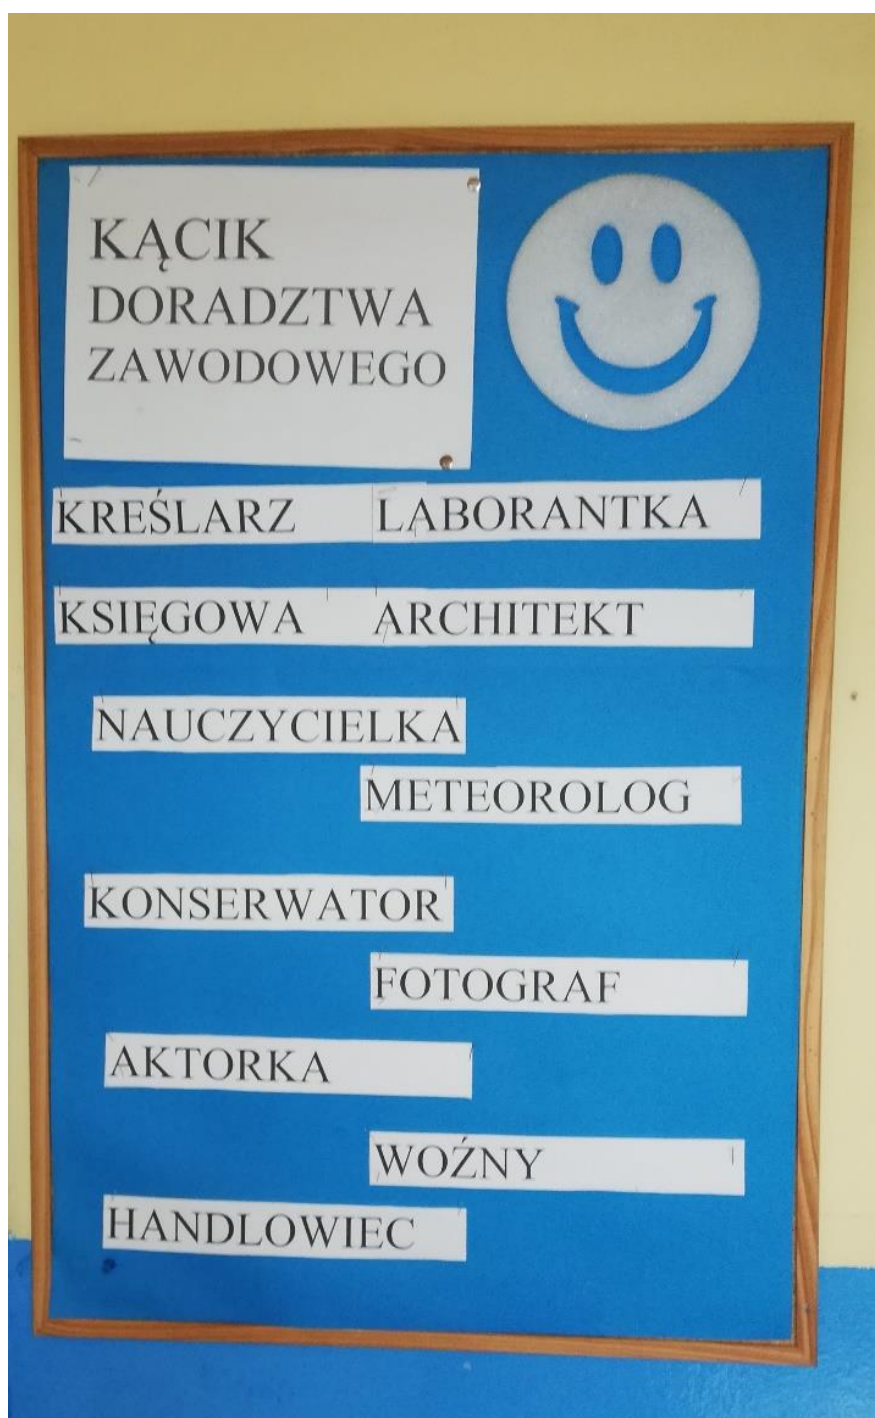 KĄCIK
DORADZTWA
ZAWODOWEGO
KREŚLARZ LABORANTKA
KSIĘGOWA ARCHITEKT
NAUCZYCIELKA
METEOROLOG
KONSERWATOR
FOTOGRAF
AKTORKA
WOŹNY
HANDLOWIEC